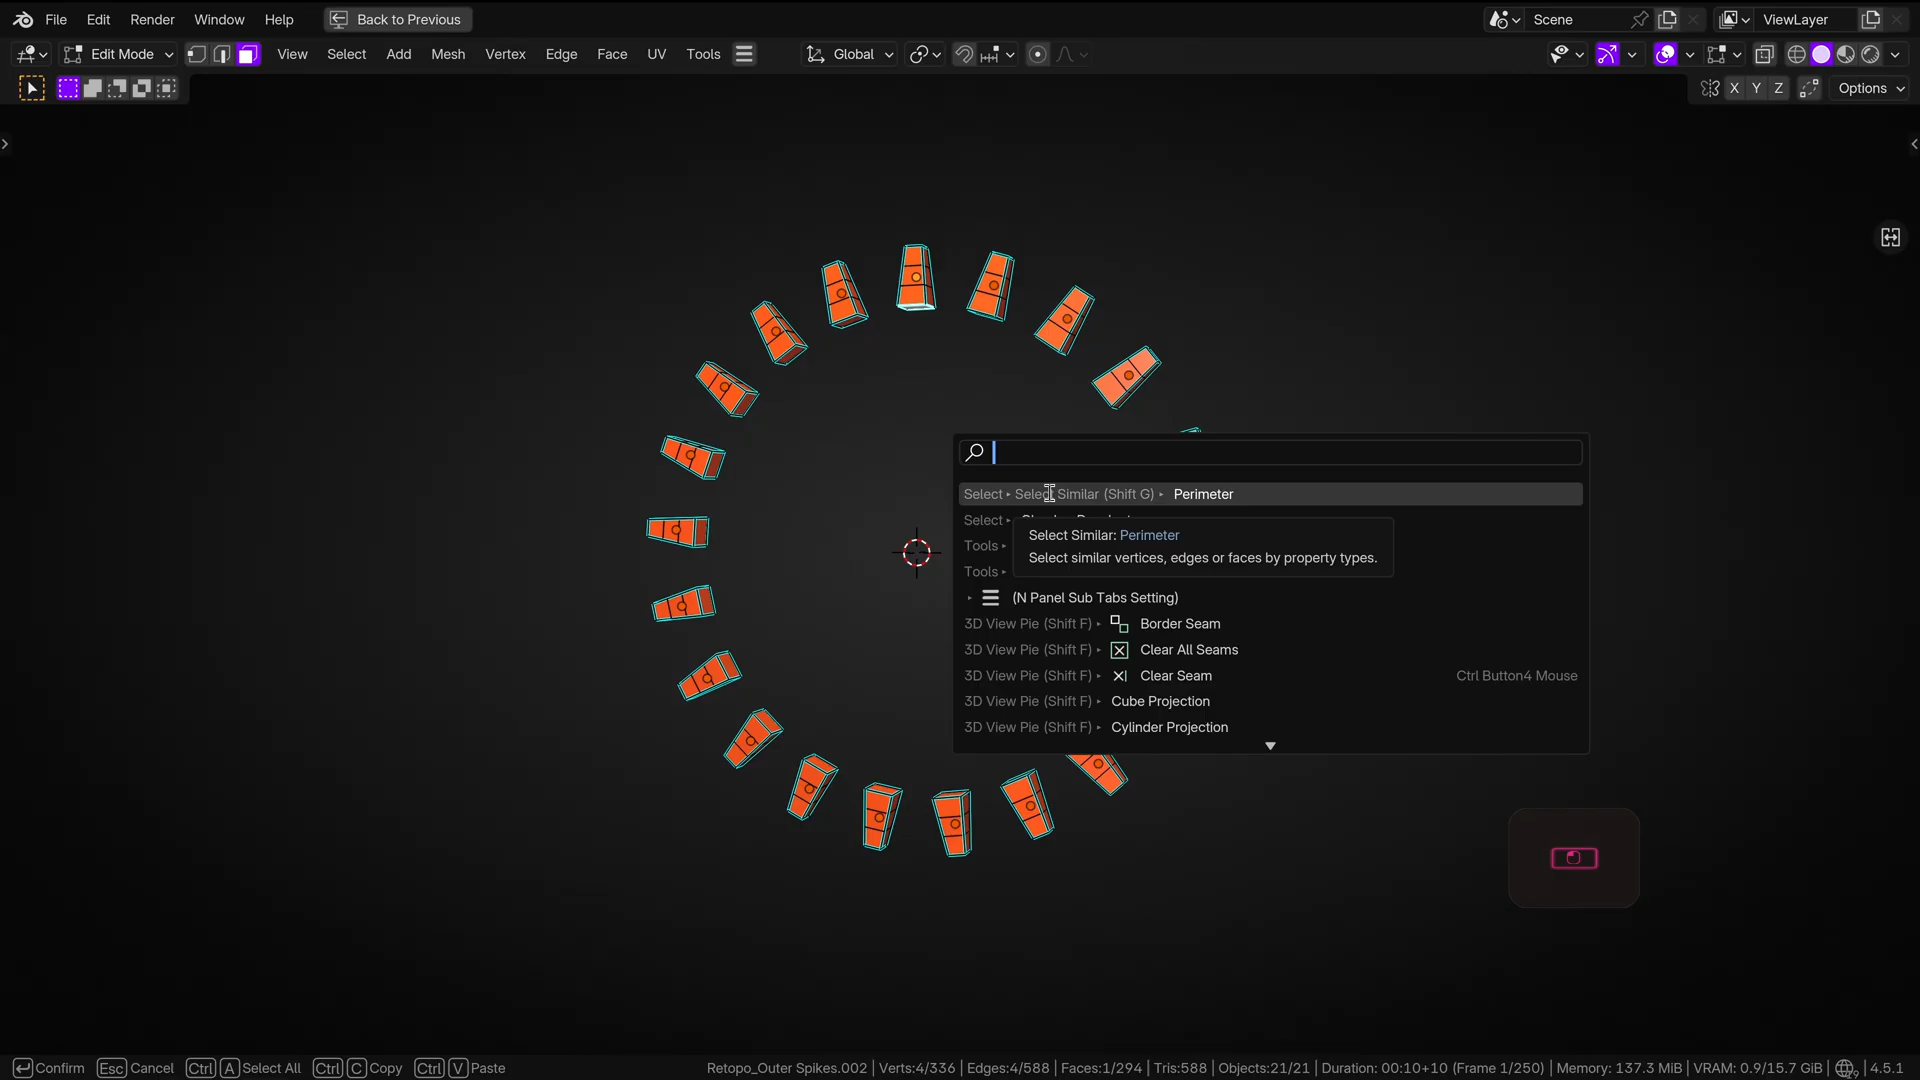 File Edit Render Window Help Back to Previous Scene ViewLayer
Edit Mode View Select Add Mesh Vertex Edge Face UV Tools Global
X Y Z Options
Select Select Similar (Shift G) Perimeter
Select
Select Similar: Perimeter
Tools
Select similar vertices, edges or faces by property types.
Tools
(N Panel Sub Tabs Setting)
3D View Pie (Shift F) Border Seam
3D View Pie (Shift F) Clear All Seams
3D View Pie (Shift F) Clear Seam Ctrl Button4 Mouse
3D View Pie (Shift F) Cube Projection
3D View Pie (Shift F) Cylinder Projection
Confirm Esc Cancel Ctrl A Select All Ctrl C Copy Ctrl V Paste Retopo_Outer Spikes.002 | Verts:4/336 | Edges:4/588 | Faces:1/294 | Tris:588 | Objects:21/21 | Duration: 00:10+10 (Frame 1/250) | Memory: 137.3 MiB | VRAM: 0.9/15.7 GiB | 9 | 4.5.1